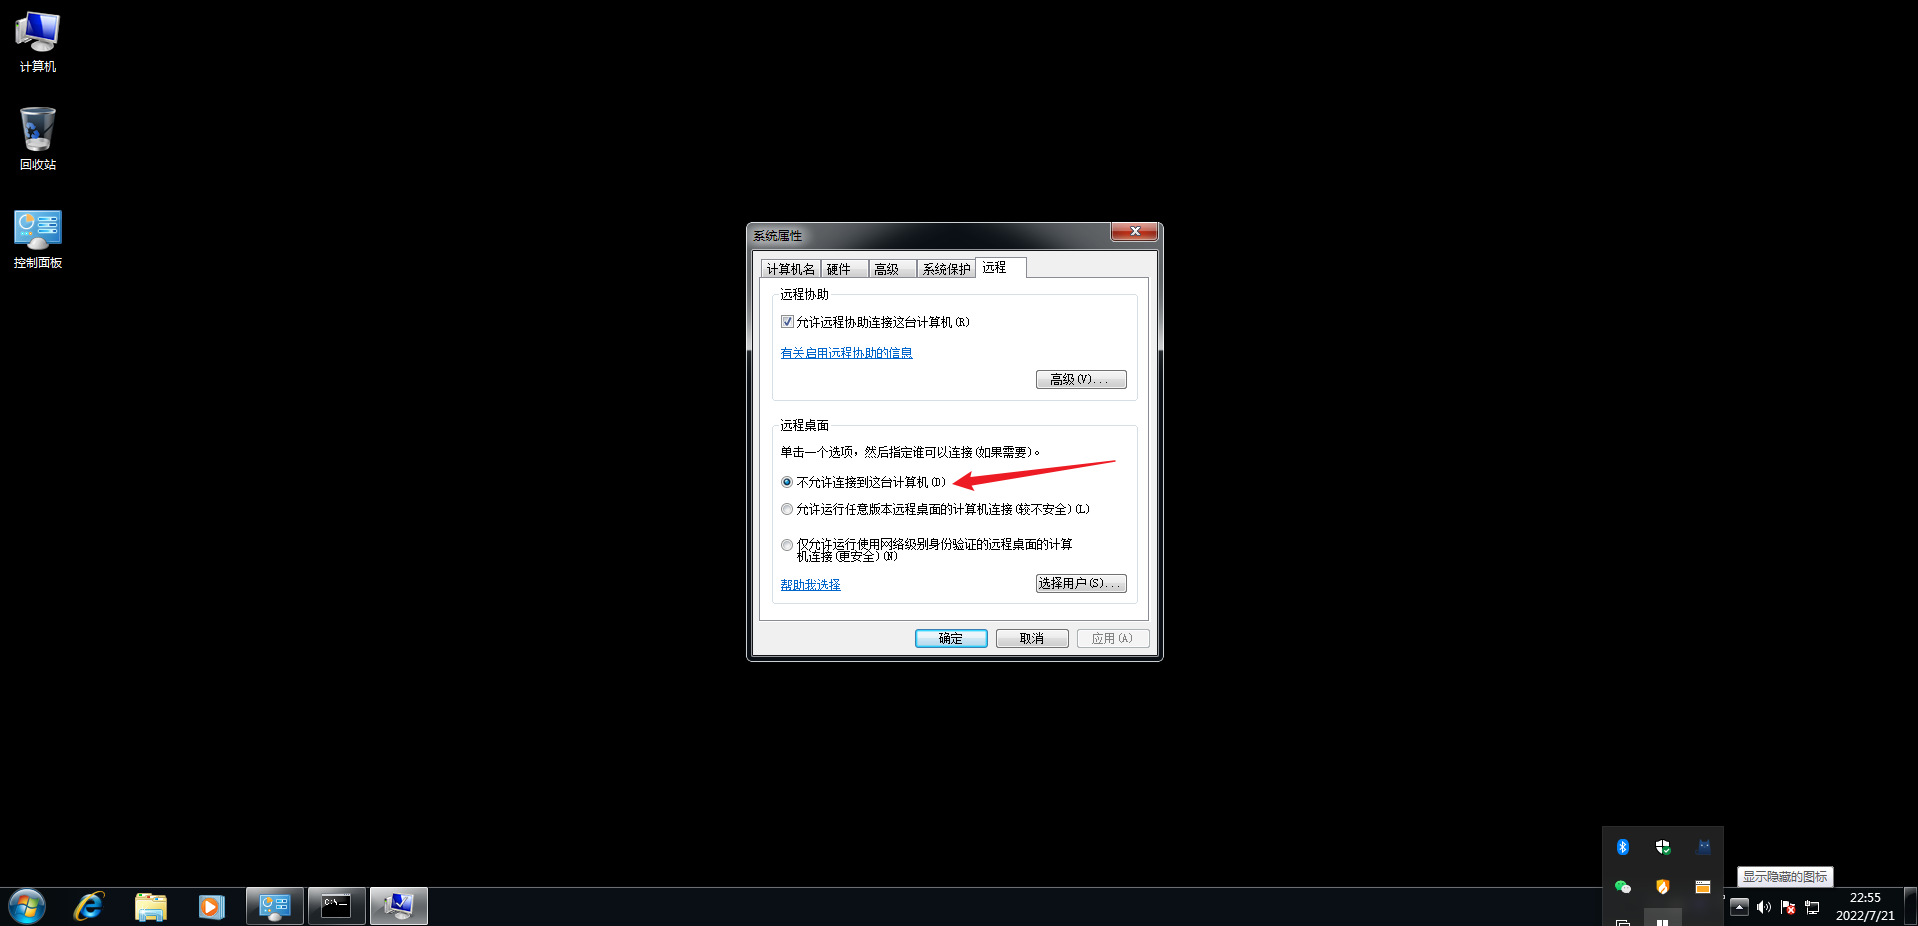 计算机
回收站
控制面板
系统属性
计算机名 硬件 高级 系统保护 远程
远程协助
允许远程协助连接这台计算机(R)
有关启用远程协助的信息
高级(V)...
远程桌面
单击一个选项，然后指定谁可以连接(如果需要)。
不允许连接到这台计算机(D)
允许运行任意版本远程桌面的计算机连接(较不安全)(L)
仅允许运行使用网络级别身份验证的远程桌面的计算
机连接(更安全)(N)
帮助我选择
选择用户(S)...
确定 取消 应用(A)
显示隐藏的图标
C:\_
22:55
2022/7/21